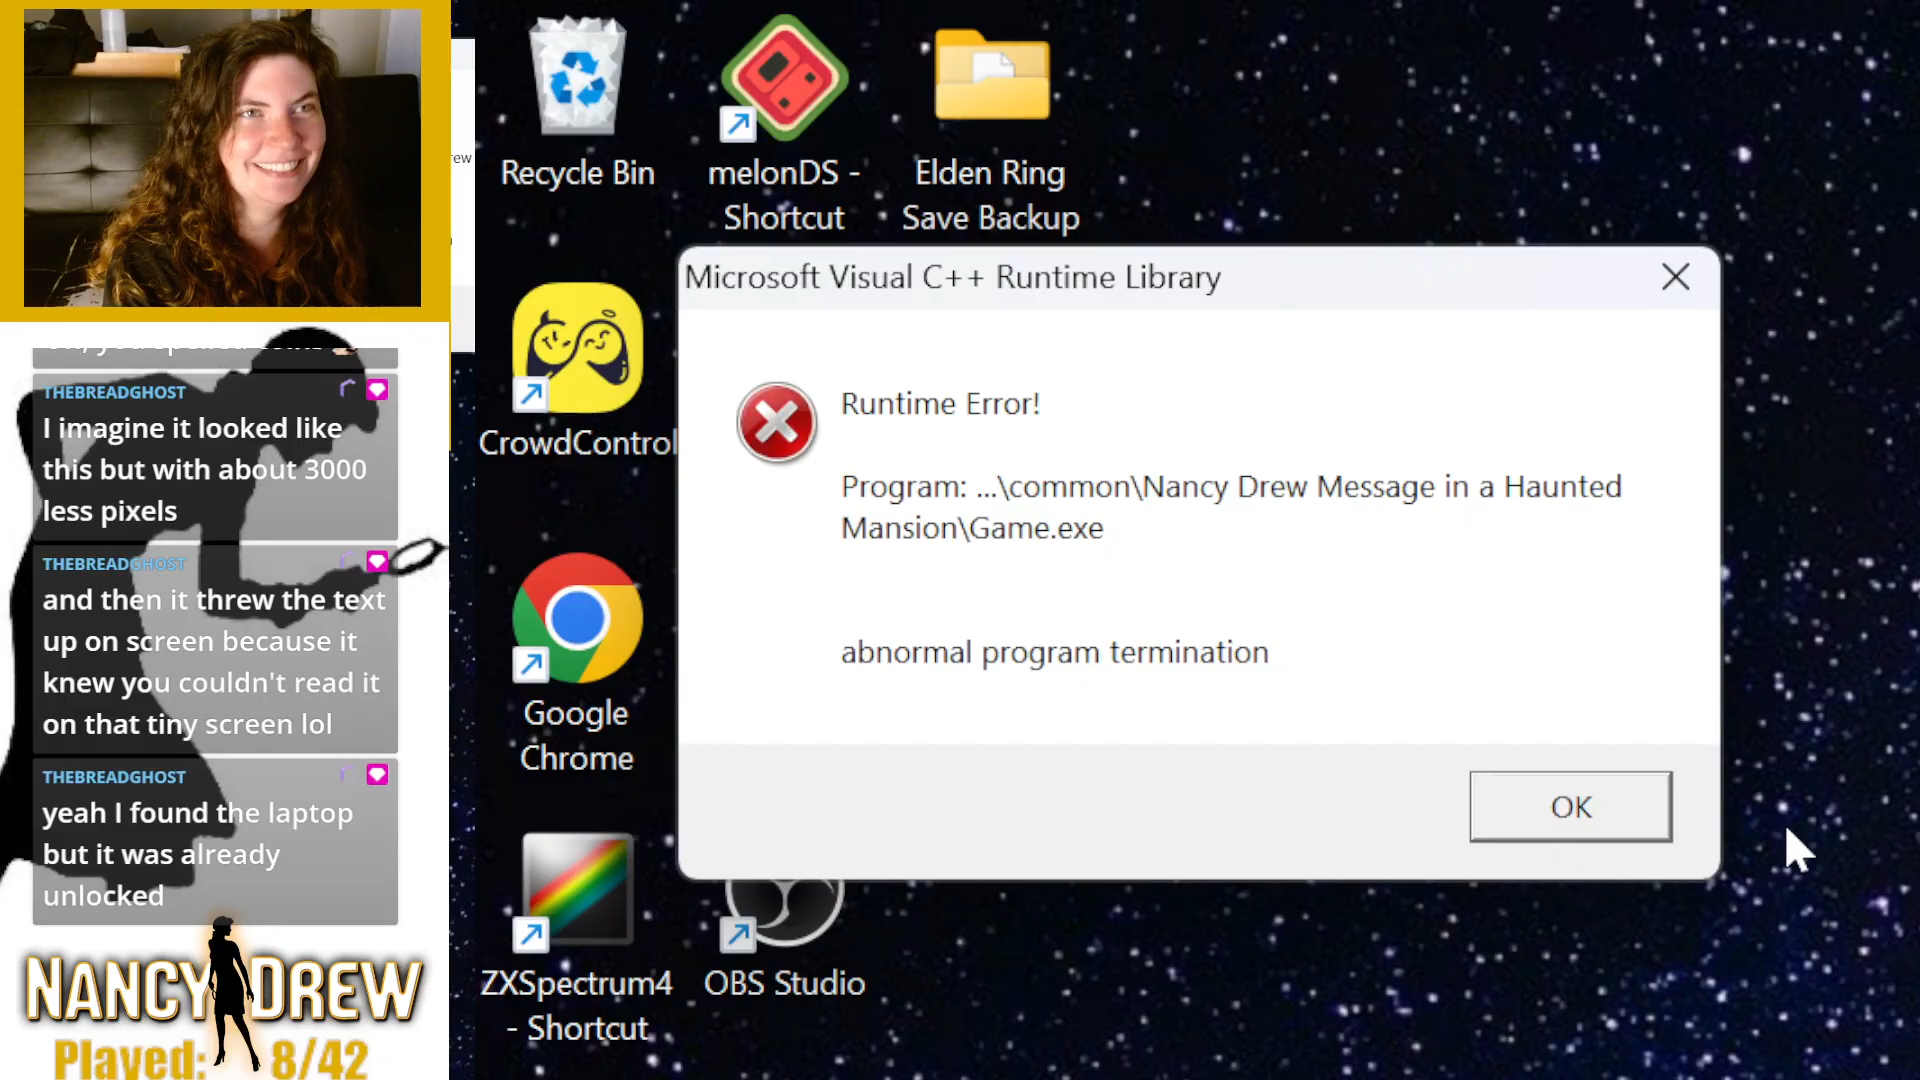 THEBREADGHOST
I imagine it looked like
this but with about 3000
less pixels
THEBREADGHOST
and then it threw the text
up on screen because it
knew you couldn't read it
on that tiny screen lol
THEBREADGHOST
yeah I found the laptop
but it was already
unlocked
NANCY DREW
Played: 8/42
rew
Recycle Bin
melonDS -
Shortcut
Elden Ring
Save Backup
CrowdControl
Google
Chrome
ZXSpectrum4
- Shortcut
OBS Studio
Microsoft Visual C++ Runtime Library
Runtime Error!
Program: ...\common\Nancy Drew Message in a Haunted
Mansion\Game.exe
abnormal program termination
OK